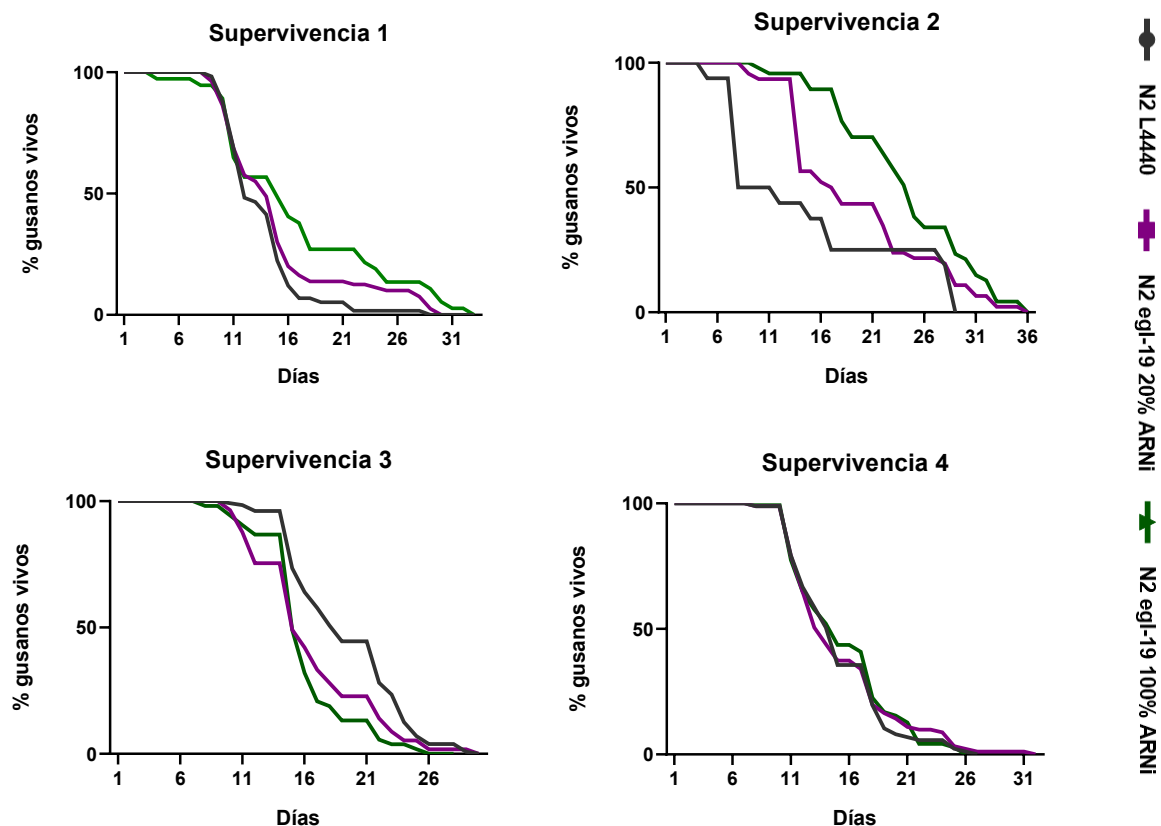 Supervivencia 1
% gusanos vivos
100
50
0
1 6 11 16 21 26 31
Días
Supervivencia 2
% gusanos vivos
100
50
0
1 6 11 16 21 26 31 36
Días
Supervivencia 3
% gusanos vivos
100
50
0
1 6 11 16 21 26
Días
Supervivencia 4
% gusanos vivos
100
50
0
1 6 11 16 21 26 31
Días
N2 L4440
N2 egl-19 20% ARNi
N2 egl-19 100% ARNi